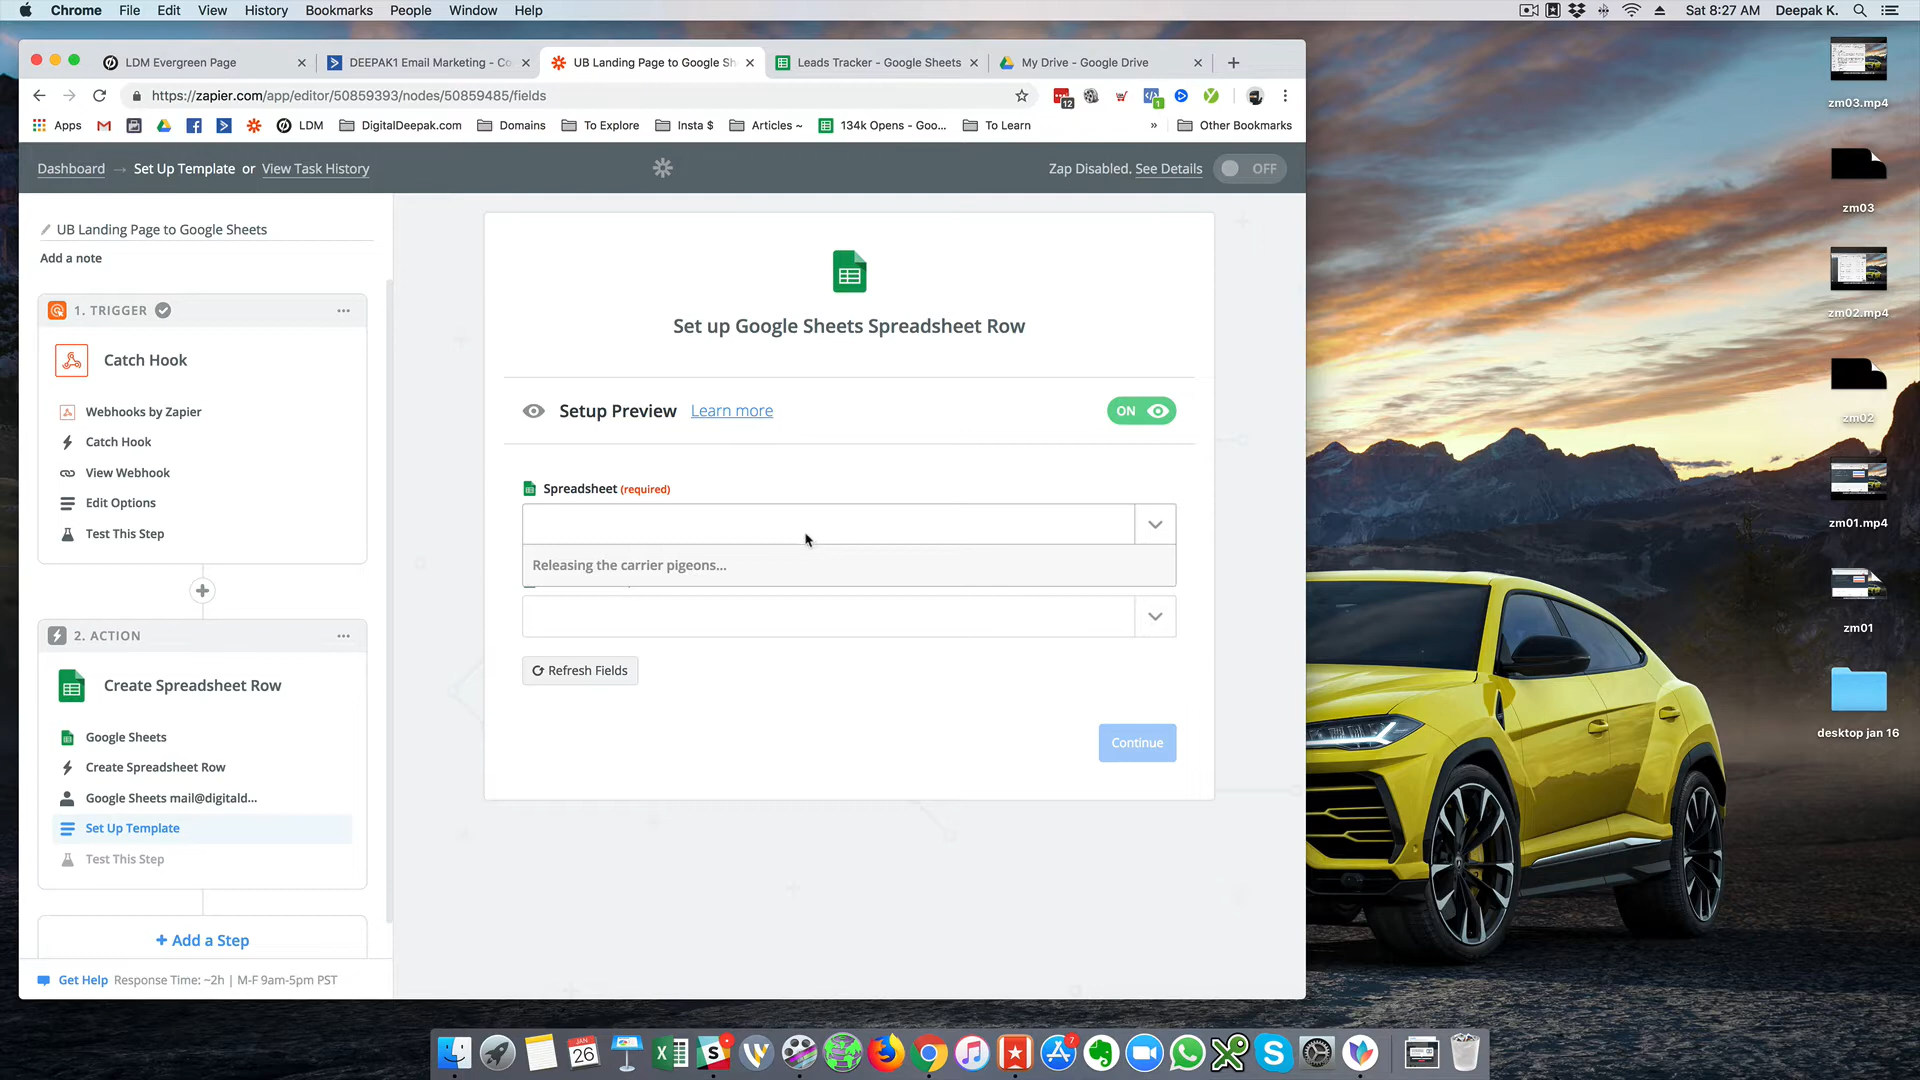 Chrome File Edit View History Bookmarks People Window Help
Sat 8:27 AM Deepak K.
LDM Evergreen Page
DEEPAK1 Email Marketing - Co
UB Landing Page to Google Sh
Leads Tracker - Google Sheets
My Drive - Google Drive
https://zapier.com/app/editor/50859393/nodes/50859485/fields
12
1
Apps
LDM
DigitalDeepak.com
Domains
To Explore
Insta $
Articles ~
134k Opens - Goo...
To Learn
»
Other Bookmarks
Dashboard → Set Up Template or View Task History
Zap Disabled. See Details
OFF
UB Landing Page to Google Sheets
Add a note
1. TRIGGER
Catch Hook
Webhooks by Zapier
Catch Hook
View Webhook
Edit Options
Test This Step
2. ACTION
Create Spreadsheet Row
Google Sheets
Create Spreadsheet Row
Google Sheets mail@digitald...
Set Up Template
Test This Step
+ Add a Step
Get Help Response Time: ~2h | M-F 9am-5pm PST
Set up Google Sheets Spreadsheet Row
Setup Preview Learn more
ON
Spreadsheet (required)
Releasing the carrier pigeons...
Refresh Fields
Continue
zm03.mp4
zm03
zm02.mp4
zm02
zm01.mp4
zm01
desktop jan 16
JAN
26
7